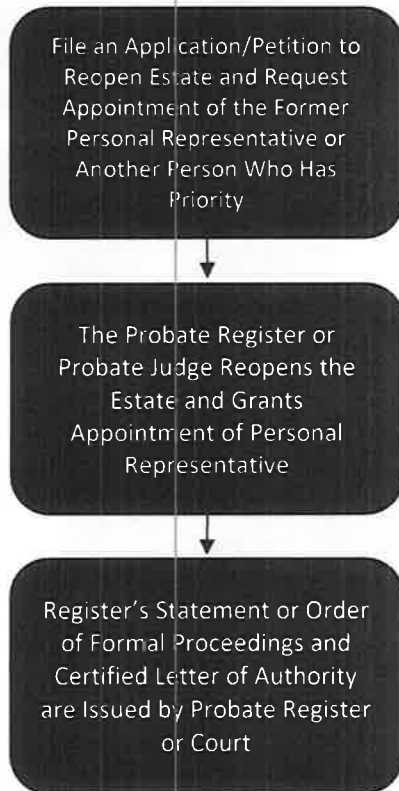 File an Application/Petition to
Reopen Estate and Request
Appointment of the Former
Personal Representative or
Another Person Who Has
Priority
The Probate Register or
Probate Judge Reopens the
Estate and Grants
Appointment of Personal
Representative
Register's Statement or Order
of Formal Proceedings and
Certified Letter of Authority
are Issued by Probate Register
or Court